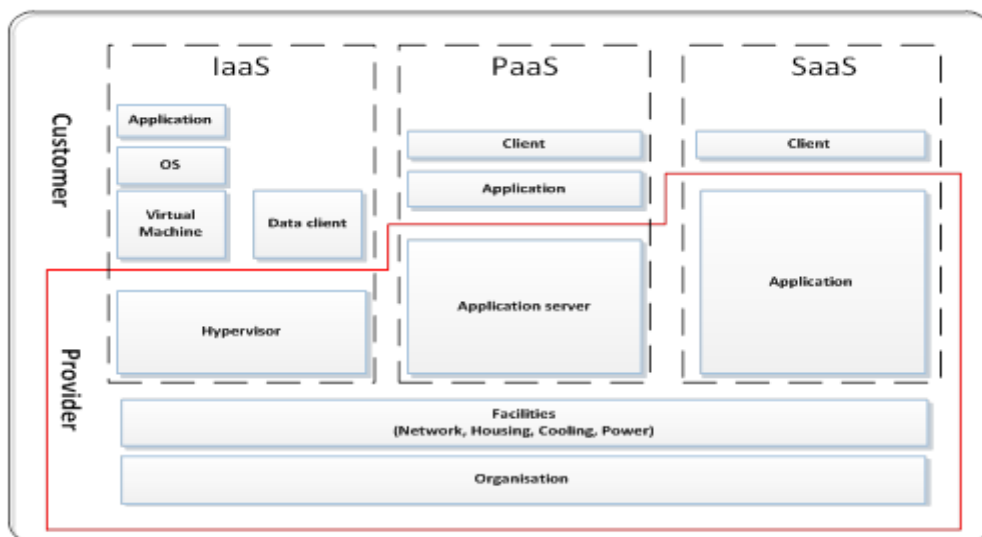 IaaS
PaaS
SaaS
Customer
Application
OS
Virtual
Machine
Data client
Client
Application
Client
Application server
Application
Hypervisor
Provider
Facilities
(Network, Housing, Cooling, Power)
Organisation